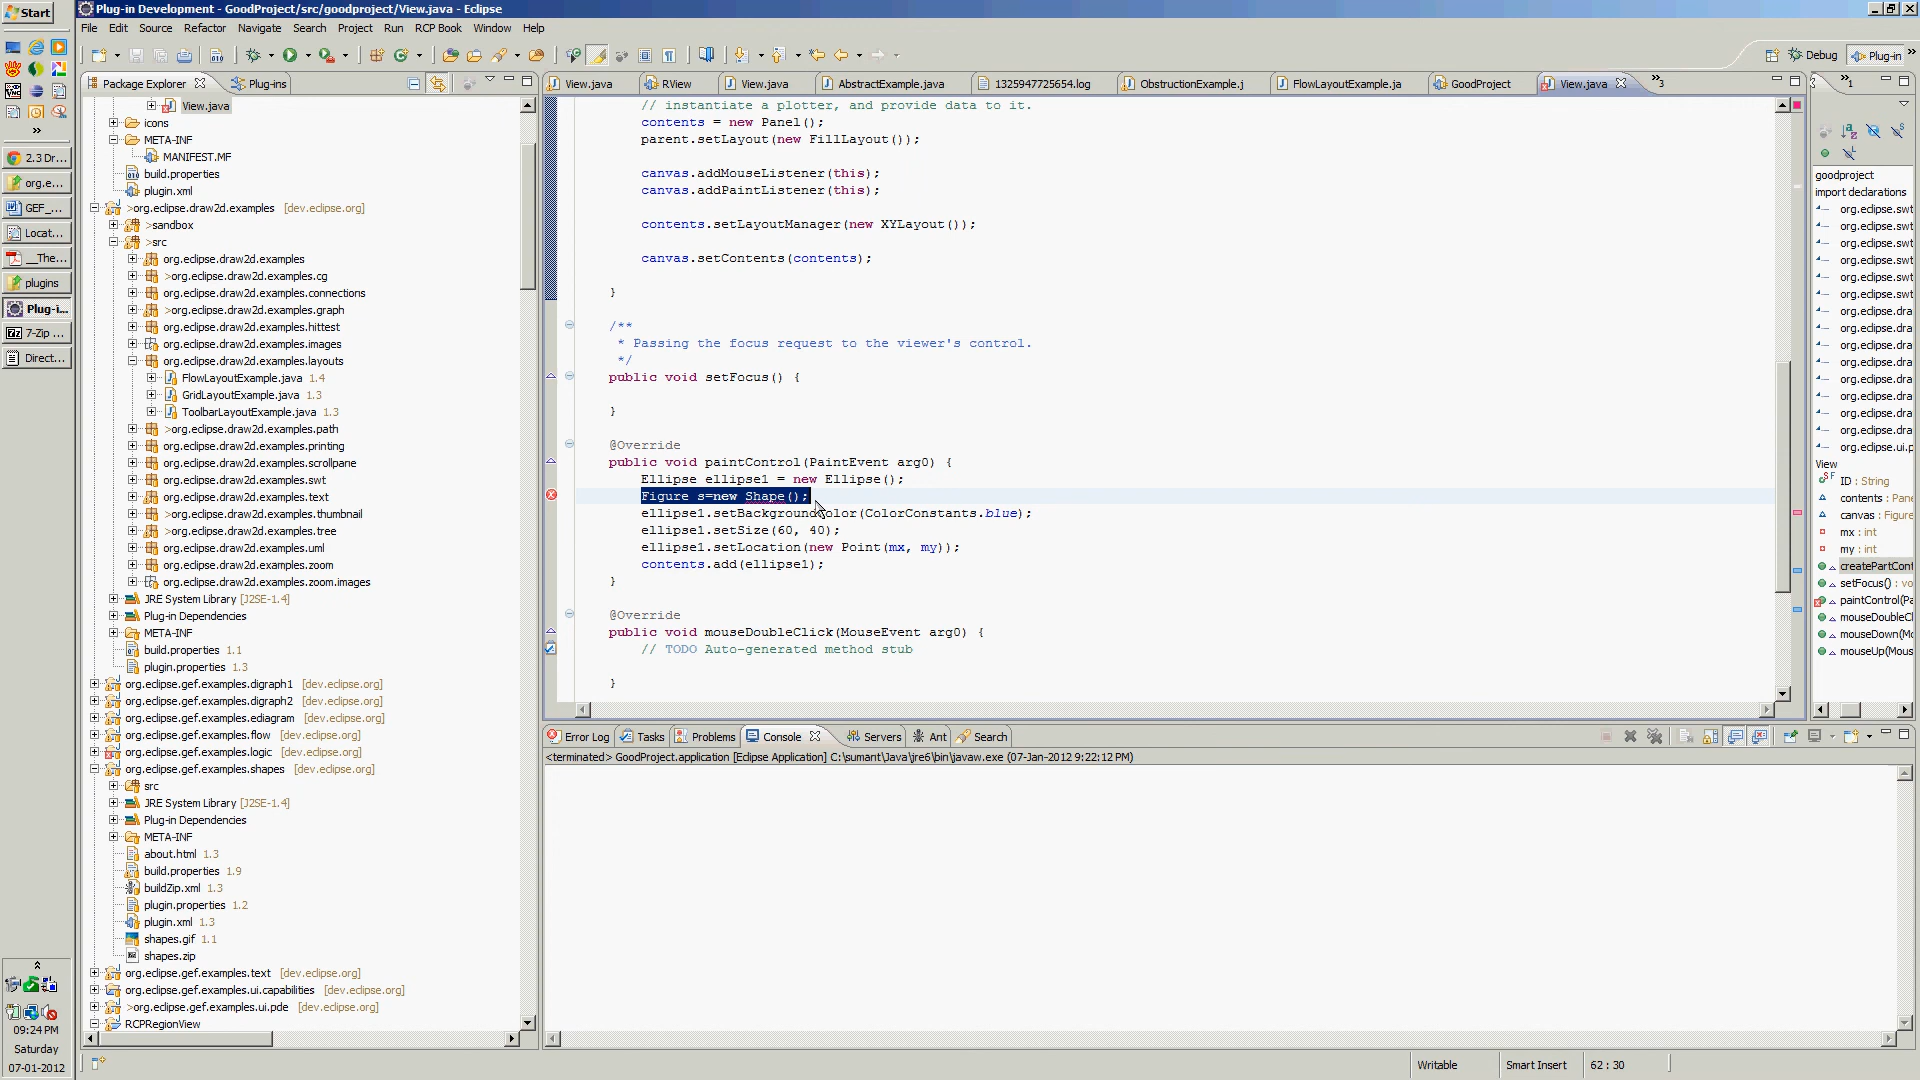 Start
Plug-in Development - GoodProject/src/goodproject/View.java - Eclipse
File Edit Source Refactor Navigate Search Project Run RCP Book Window Help
Debug Plug-in
Package Explorer Plug-ins
View.java RView View.java AbstractExample.java 1325947725654.log ObstructionExample.j FlowLayoutExample.ja GoodProject View.java »3 »1
2.3 Dr...
org.e...
GEF_...
Locat...
__The...
plugins
Plug-i...
7-Zip ...
Direct...
View.java
icons
META-INF
MANIFEST.MF
build.properties
plugin.xml
>org.eclipse.draw2d.examples [dev.eclipse.org]
>sandbox
>src
org.eclipse.draw2d.examples
>org.eclipse.draw2d.examples.cg
org.eclipse.draw2d.examples.connections
>org.eclipse.draw2d.examples.graph
org.eclipse.draw2d.examples.hittest
org.eclipse.draw2d.examples.images
org.eclipse.draw2d.examples.layouts
FlowLayoutExample.java 1.4
GridLayoutExample.java 1.3
ToolbarLayoutExample.java 1.3
>org.eclipse.draw2d.examples.path
org.eclipse.draw2d.examples.printing
org.eclipse.draw2d.examples.scrollpane
org.eclipse.draw2d.examples.swt
>org.eclipse.draw2d.examples.text
>org.eclipse.draw2d.examples.thumbnail
>org.eclipse.draw2d.examples.tree
org.eclipse.draw2d.examples.uml
org.eclipse.draw2d.examples.zoom
org.eclipse.draw2d.examples.zoom.images
JRE System Library [J2SE-1.4]
Plug-in Dependencies
META-INF
build.properties 1.1
plugin.properties 1.3
org.eclipse.gef.examples.digraph1 [dev.eclipse.org]
org.eclipse.gef.examples.digraph2 [dev.eclipse.org]
org.eclipse.gef.examples.ediagram [dev.eclipse.org]
org.eclipse.gef.examples.flow [dev.eclipse.org]
org.eclipse.gef.examples.logic [dev.eclipse.org]
org.eclipse.gef.examples.shapes [dev.eclipse.org]
src
JRE System Library [J2SE-1.4]
Plug-in Dependencies
META-INF
about.html 1.3
build.properties 1.9
buildZip.xml 1.3
plugin.properties 1.2
plugin.xml 1.3
shapes.gif 1.1
shapes.zip
org.eclipse.gef.examples.text [dev.eclipse.org]
org.eclipse.gef.examples.ui.capabilities [dev.eclipse.org]
>org.eclipse.gef.examples.ui.pde [dev.eclipse.org]
RCPRegionView
// instantiate a plotter, and provide data to it.
contents = new Panel();
parent.setLayout(new FillLayout());
canvas.addMouseListener(this);
canvas.addPaintListener(this);
contents.setLayoutManager(new XYLayout());
canvas.setContents(contents);
}
/**
* Passing the focus request to the viewer's control.
*/
public void setFocus() {
}
@Override
public void paintControl(PaintEvent arg0) {
Ellipse ellipse1 = new Ellipse();
Figure s=new Shape();
ellipse1.setBackgroundColor(ColorConstants.blue);
ellipse1.setSize(60, 40);
ellipse1.setLocation(new Point(mx, my));
contents.add(ellipse1);
}
@Override
public void mouseDoubleClick(MouseEvent arg0) {
// TODO Auto-generated method stub
}
goodproject
import declarations
org.eclipse.swt
org.eclipse.swt
org.eclipse.swt
org.eclipse.swt
org.eclipse.swt
org.eclipse.swt
org.eclipse.dra
org.eclipse.dra
org.eclipse.dra
org.eclipse.dra
org.eclipse.dra
org.eclipse.dra
org.eclipse.dra
org.eclipse.dra
org.eclipse.ui.p
View
ID : String
contents : Pane
canvas : Figure
mx : int
my : int
createPartCont
setFocus() : vo
paintControl(Pa
mouseDoubleCl
mouseDown(Mo
mouseUp(Mous
Error Log Tasks Problems Console Servers Ant Search
<terminated> GoodProject.application [Eclipse Application] C:\sumant\Java\jre6\bin\javaw.exe (07-Jan-2012 9:22:12 PM)
09:24 PM
Saturday
07-01-2012
Writable Smart Insert 62 : 30